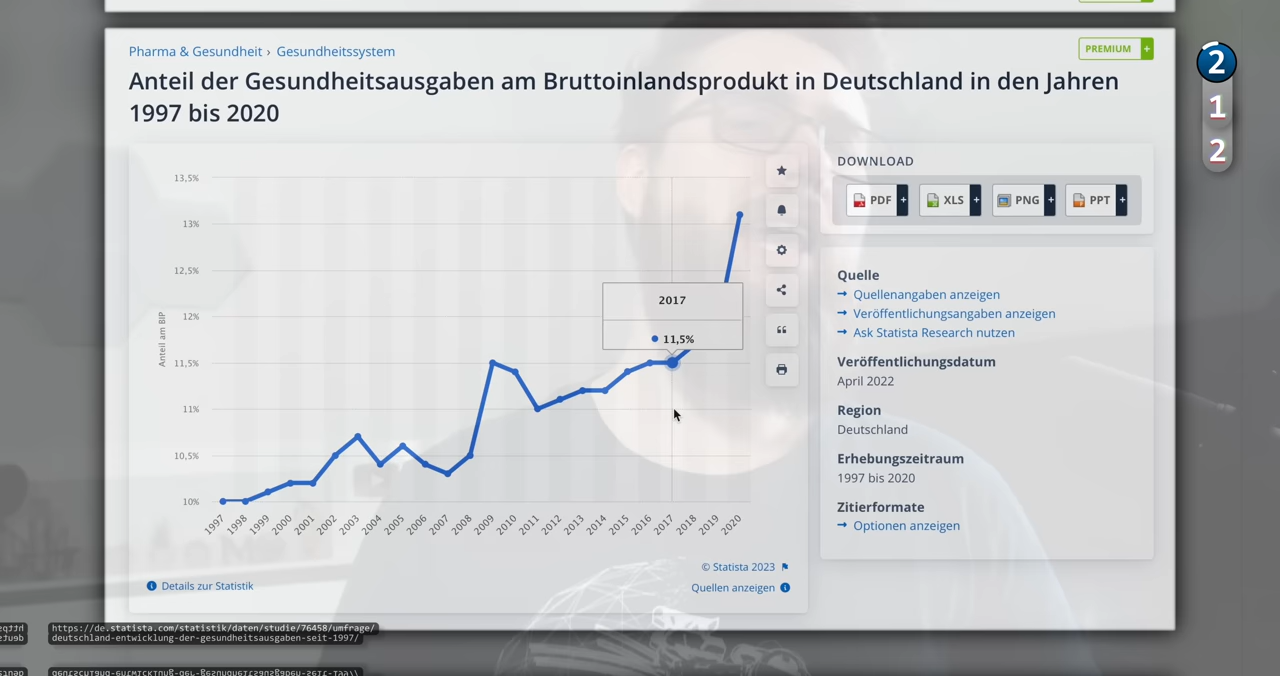 Pharma & Gesundheit › Gesundheitssystem
PREMIUM +
Anteil der Gesundheitsausgaben am Bruttoinlandsprodukt in Deutschland in den Jahren
1997 bis 2020
2
1
2
13,5%
13%
12,5%
12%
11,5%
11%
10,5%
10%
Anteil am BIP
2017
11,5%
1997
1998
1999
2000
2001
2002
2003
2004
2005
2006
2007
2008
2009
2010
2011
2012
2013
2014
2015
2016
2017
2018
2019
2020
© Statista 2023
Details zur Statistik
Quellen anzeigen
DOWNLOAD
PDF +
XLS +
PNG +
PPT +
Quelle
→ Quellenangaben anzeigen
→ Veröffentlichungsangaben anzeigen
→ Ask Statista Research nutzen
Veröffentlichungsdatum
April 2022
Region
Deutschland
Erhebungszeitraum
1997 bis 2020
Zitierformate
→ Optionen anzeigen
https://de.statista.com/statistik/daten/studie/76458/umfrage/
deutschland-entwicklung-der-gesundheitsausgaben-seit-1997/